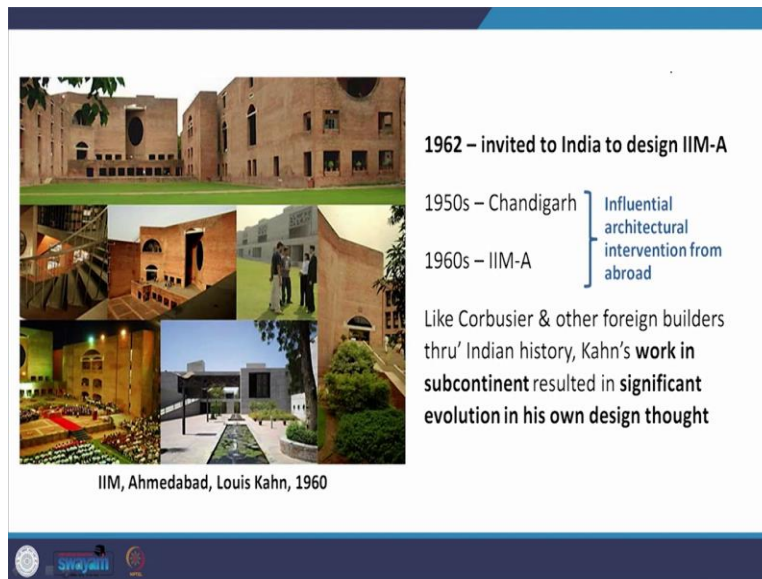 1962 – invited to India to design IIM-A
1950s – Chandigarh
1960s – IIM-A
Influential
architectural
intervention from
abroad
Like Corbusier & other foreign builders
thru’ Indian history, Kahn’s work in
subcontinent resulted in significant
evolution in his own design thought
IIM, Ahmedabad, Louis Kahn, 1960
swayam